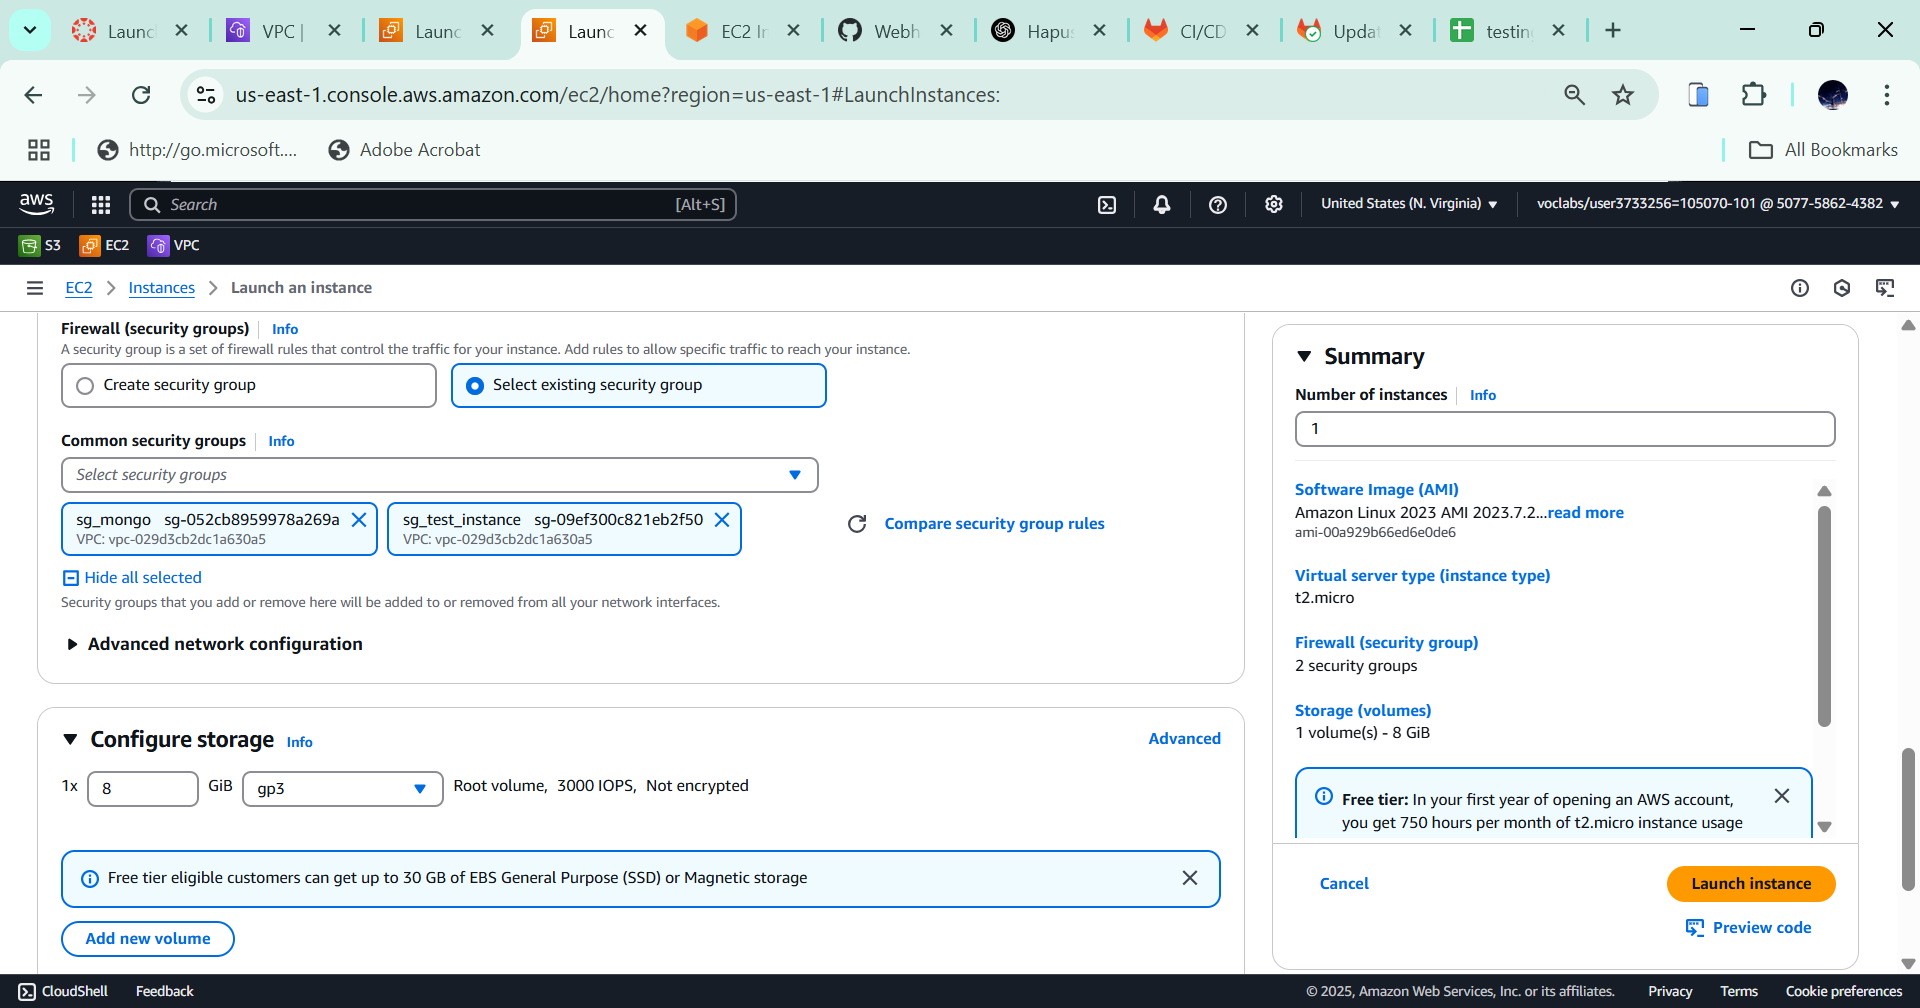 Launc
VPC |
Launc
Launc
EC2 In
Webh
Hapus
CI/CD
Updat
testing
us-east-1.console.aws.amazon.com/ec2/home?region=us-east-1#LaunchInstances:
http://go.microsoft....
Adobe Acrobat
All Bookmarks
aws
Search
[Alt+S]
United States (N. Virginia)
voclabs/user3733256=105070-101 @ 5077-5862-4382
S3
EC2
VPC
EC2
Instances
Launch an instance
Firewall (security groups)
Info
A security group is a set of firewall rules that control the traffic for your instance. Add rules to allow specific traffic to reach your instance.
Create security group
Select existing security group
Common security groups
Info
Select security groups
sg_mongo sg-052cb8959978a269a
VPC: vpc-029d3cb2dc1a630a5
sg_test_instance sg-09ef300c821eb2f50
VPC: vpc-029d3cb2dc1a630a5
Compare security group rules
Hide all selected
Security groups that you add or remove here will be added to or removed from all your network interfaces.
Advanced network configuration
Configure storage
Info
Advanced
1x
8
GiB
gp3
Root volume, 3000 IOPS, Not encrypted
Free tier eligible customers can get up to 30 GB of EBS General Purpose (SSD) or Magnetic storage
Add new volume
Summary
Number of instances
Info
1
Software Image (AMI)
Amazon Linux 2023 AMI 2023.7.2...read more
ami-00a929b66ed6e0de6
Virtual server type (instance type)
t2.micro
Firewall (security group)
2 security groups
Storage (volumes)
1 volume(s) - 8 GiB
Free tier: In your first year of opening an AWS account,
you get 750 hours per month of t2.micro instance usage
Cancel
Launch instance
Preview code
CloudShell
Feedback
© 2025, Amazon Web Services, Inc. or its affiliates.
Privacy
Terms
Cookie preferences